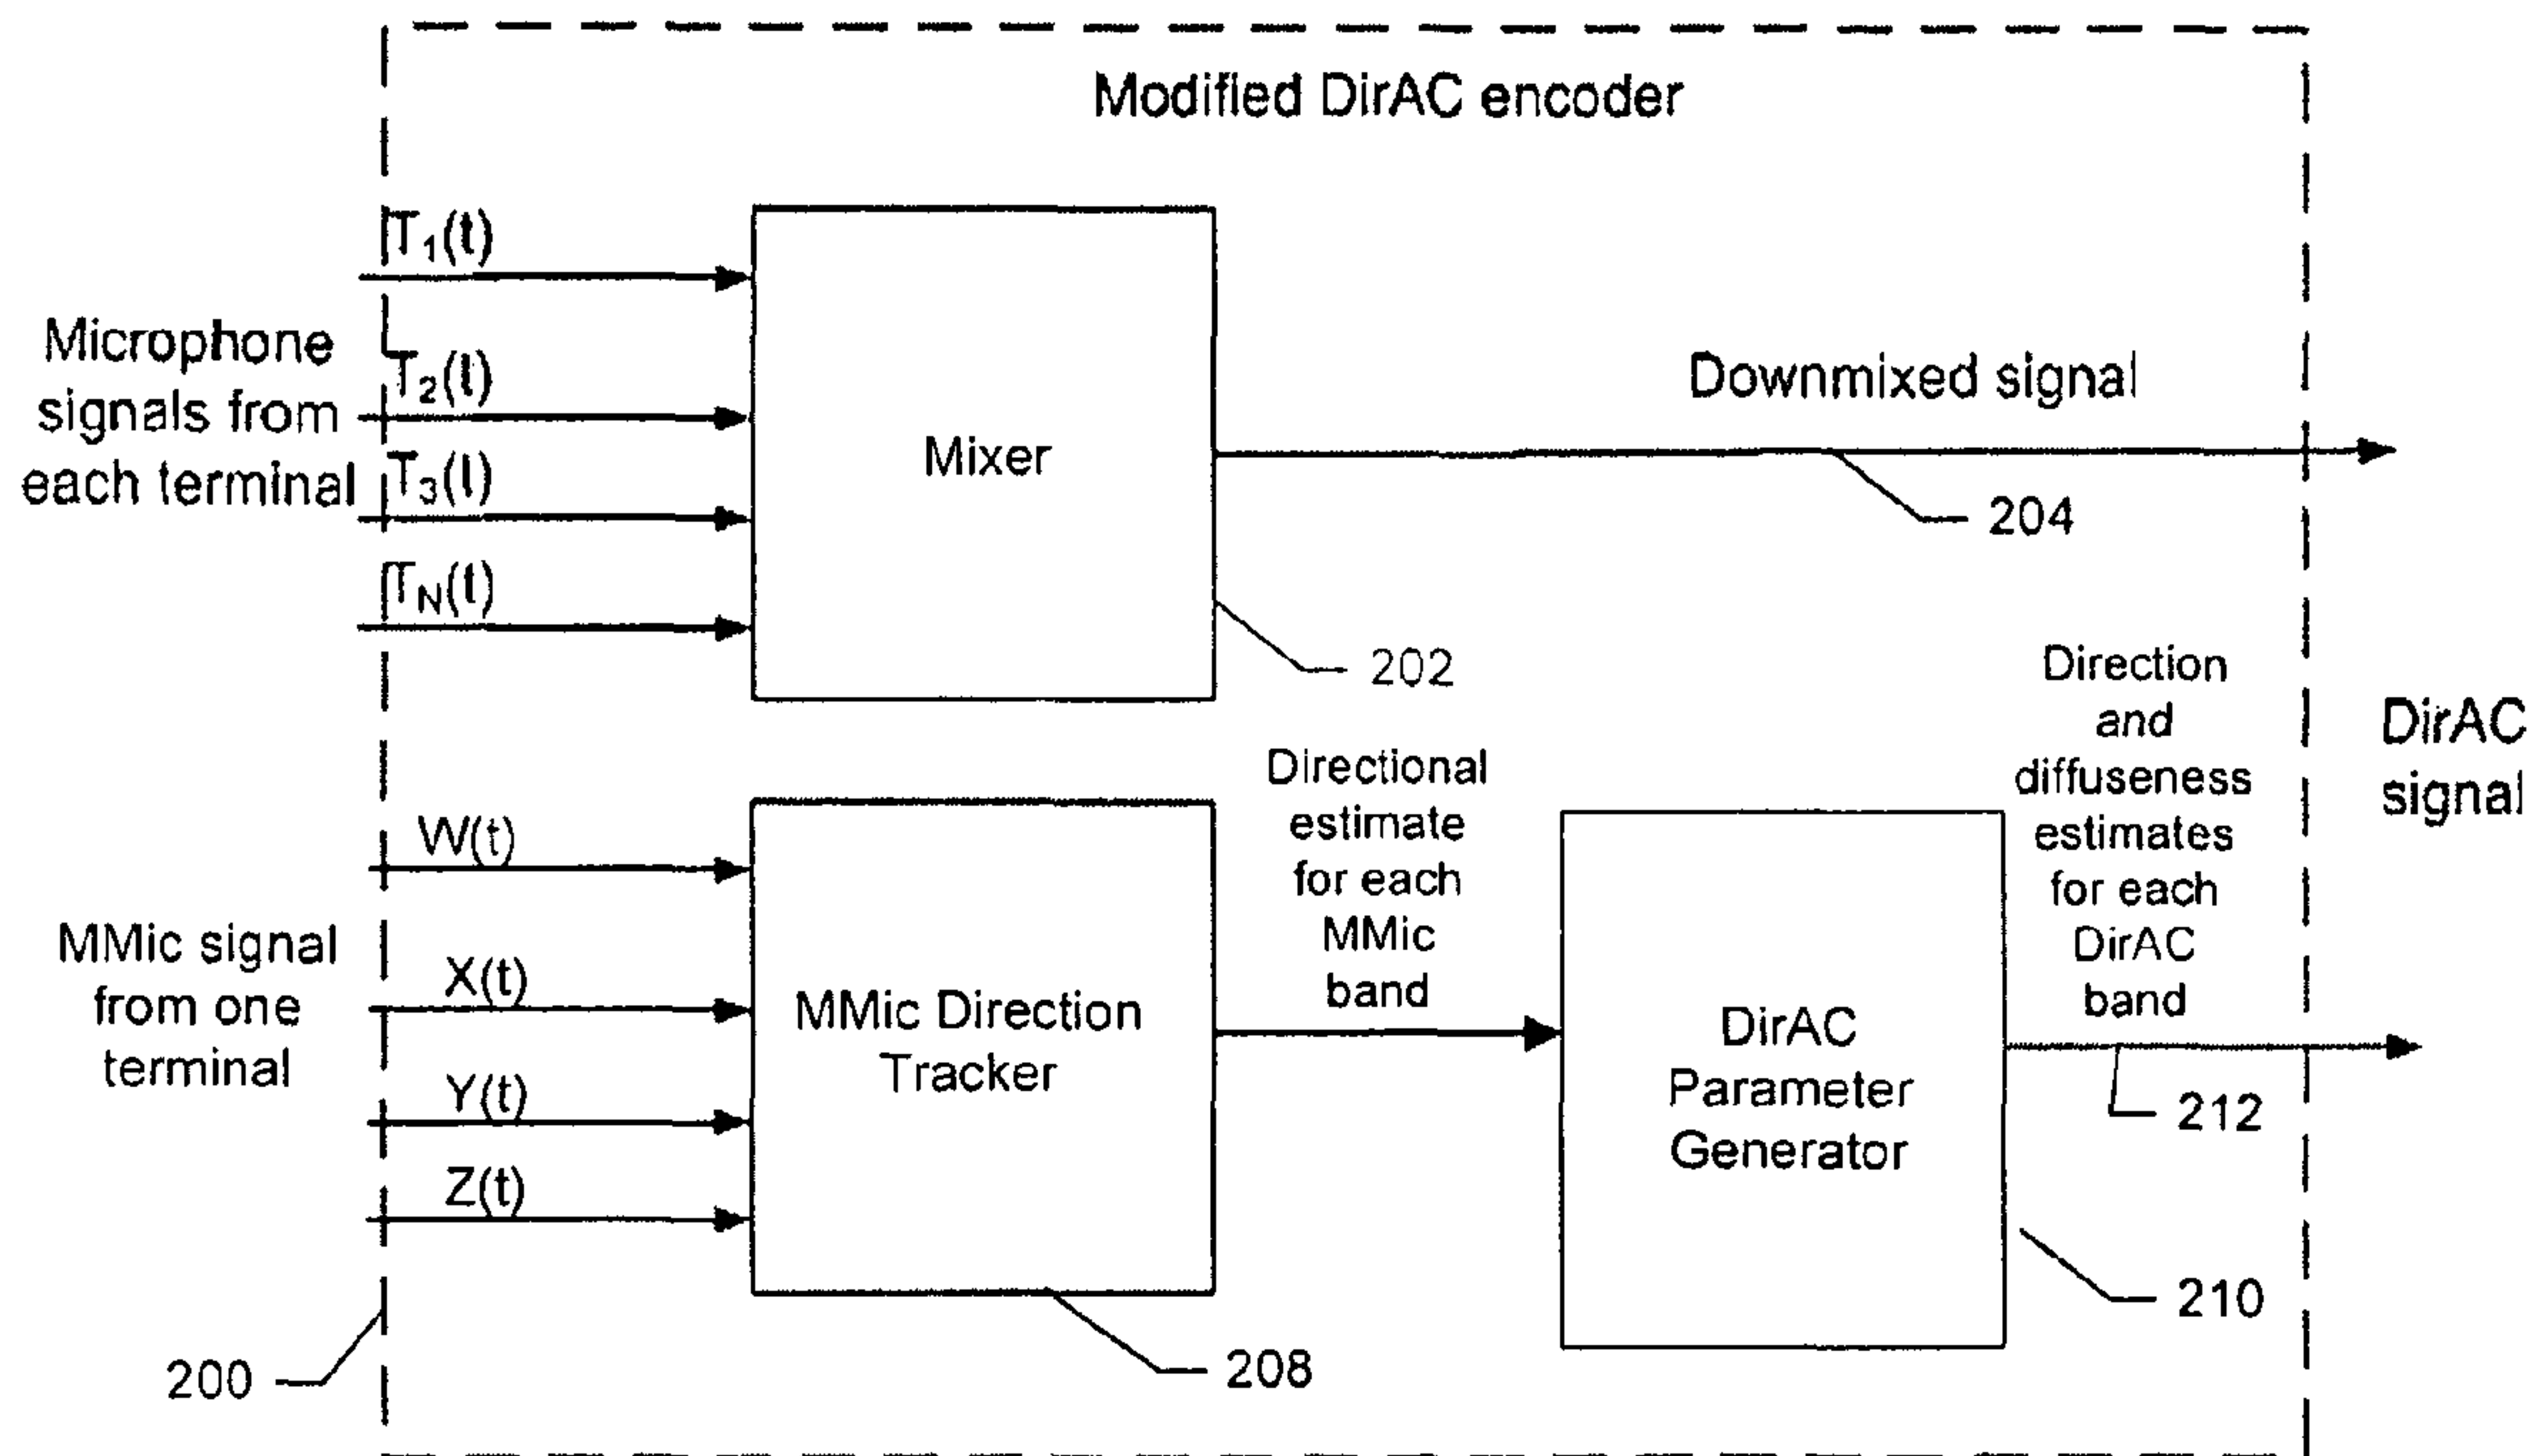 Modified DirAC encoder
T1(t)
T2(t)
T3(t)
TN(t)
Microphone
signals from
each terminal
Mixer
Downmixed signal
204
202
W(t)
X(t)
Y(t)
Z(t)
MMic signal
from one
terminal
MMic Direction
Tracker
Directional
estimate
for each
MMic
band
DirAC
Parameter
Generator
Direction
and
diffuseness
estimates
for each
DirAC
band
DirAC
signal
212
210
208
200